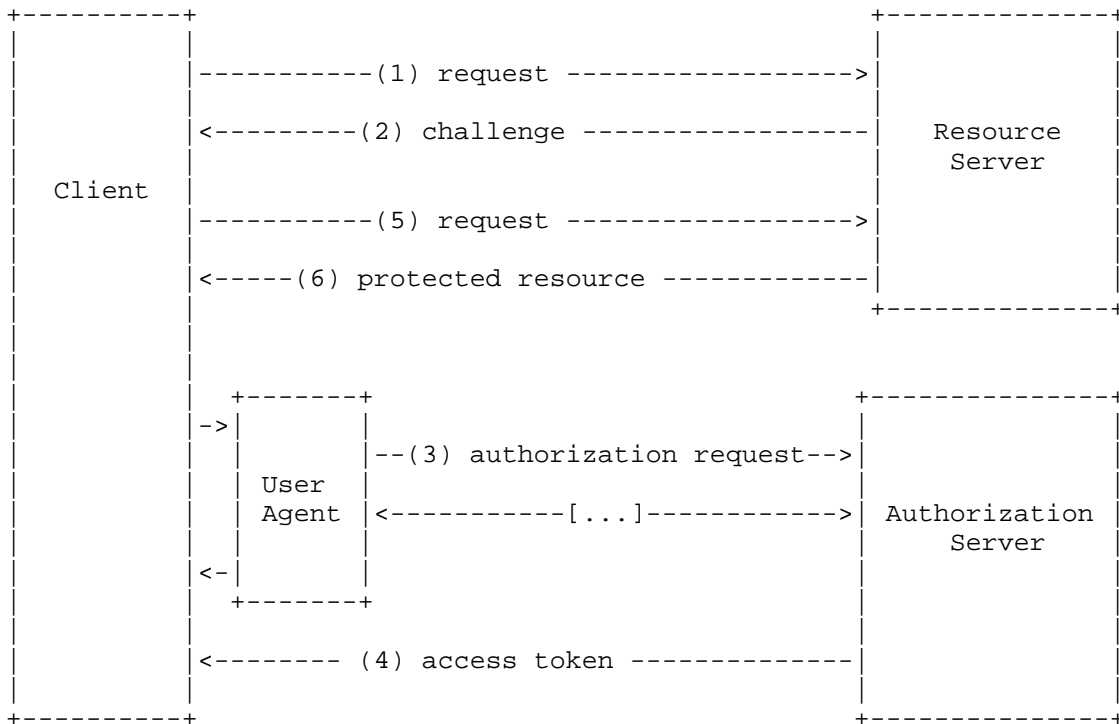 (1) request
(2) challenge
Resource
Server
Client
(5) request
(6) protected resource
(3) authorization request
User
Agent
[...]
Authorization
Server
(4) access token